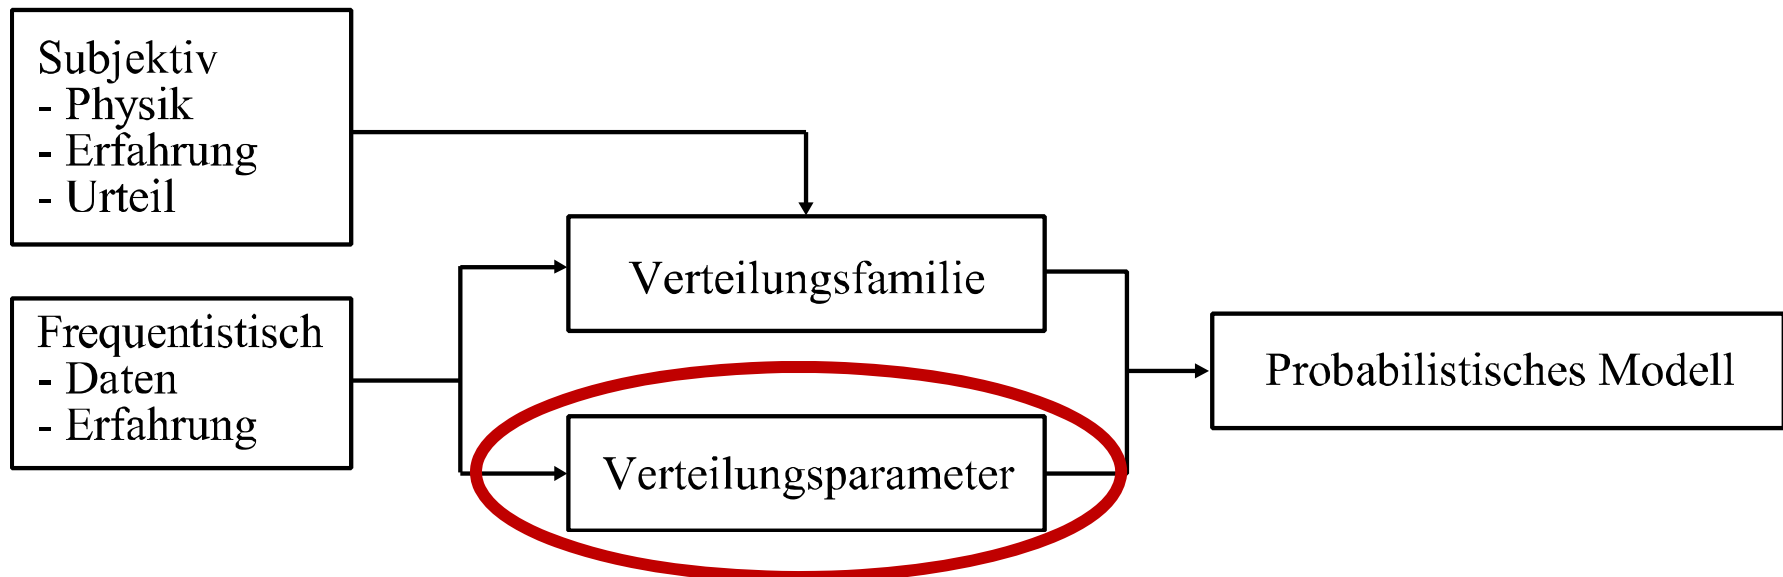 Subjektiv
- Physik
- Erfahrung
- Urteil
Frequentistisch
- Daten
- Erfahrung
Verteilungsfamilie
Verteilungsparameter
Probabilistisches Modell